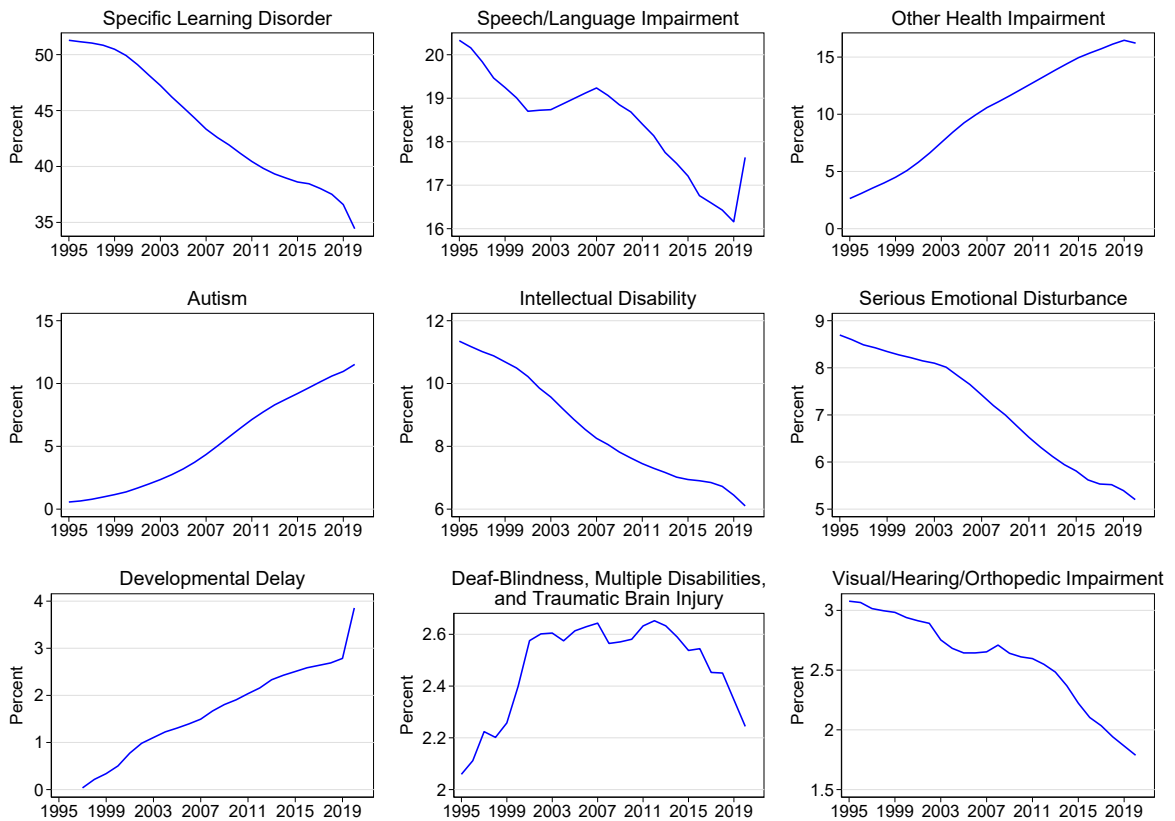 Specific Learning Disorder
Percent
50
45
40
35
1995 1999 2003 2007 2011 2015 2019
Speech/Language Impairment
Percent
20
19
18
17
16
1995 1999 2003 2007 2011 2015 2019
Other Health Impairment
Percent
15
10
5
0
1995 1999 2003 2007 2011 2015 2019
Autism
Percent
15
10
5
0
1995 1999 2003 2007 2011 2015 2019
Intellectual Disability
Percent
12
10
8
6
1995 1999 2003 2007 2011 2015 2019
Serious Emotional Disturbance
Percent
9
8
7
6
5
1995 1999 2003 2007 2011 2015 2019
Developmental Delay
Percent
4
3
2
1
0
1995 1999 2003 2007 2011 2015 2019
Deaf-Blindness, Multiple Disabilities,
and Traumatic Brain Injury
Percent
2.6
2.4
2.2
2
1995 1999 2003 2007 2011 2015 2019
Visual/Hearing/Orthopedic Impairment
Percent
3
2.5
2
1.5
1995 1999 2003 2007 2011 2015 2019